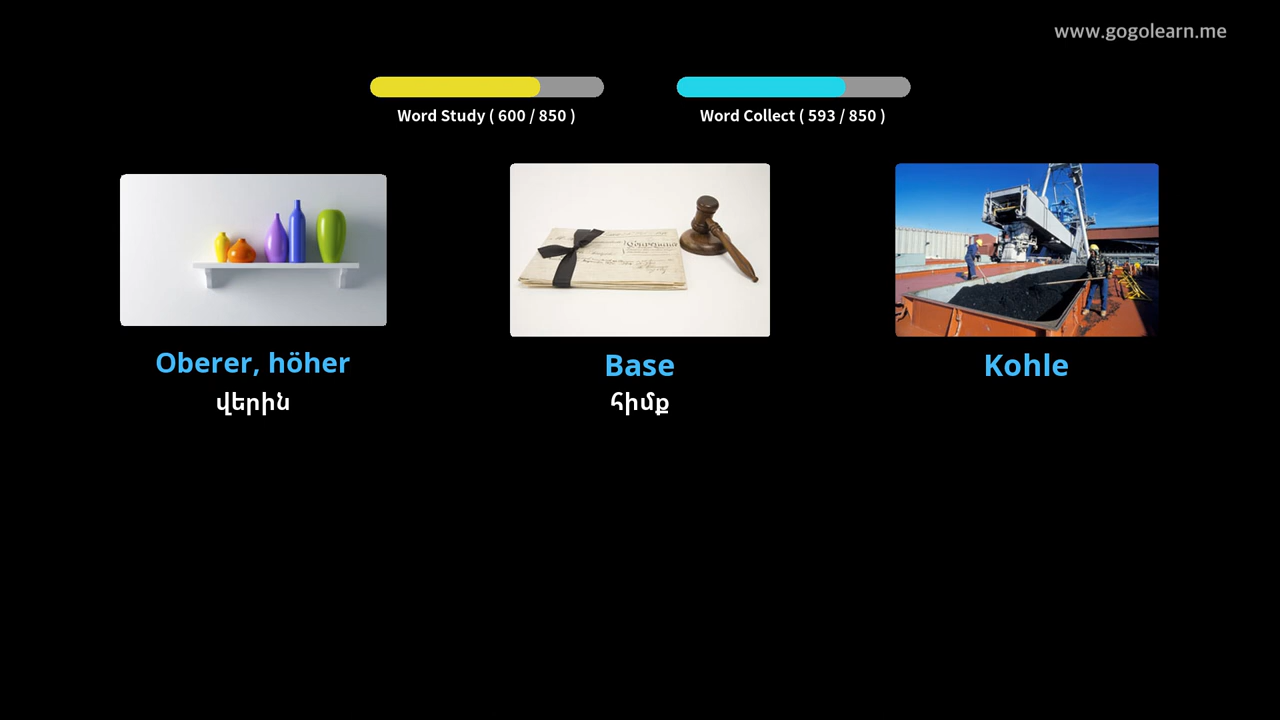 www.gogolearn.me
Word Study ( 600 / 850 )
Word Collect ( 593 / 850 )
Oberer, höher
վերին
Base
հիմք
Kohle